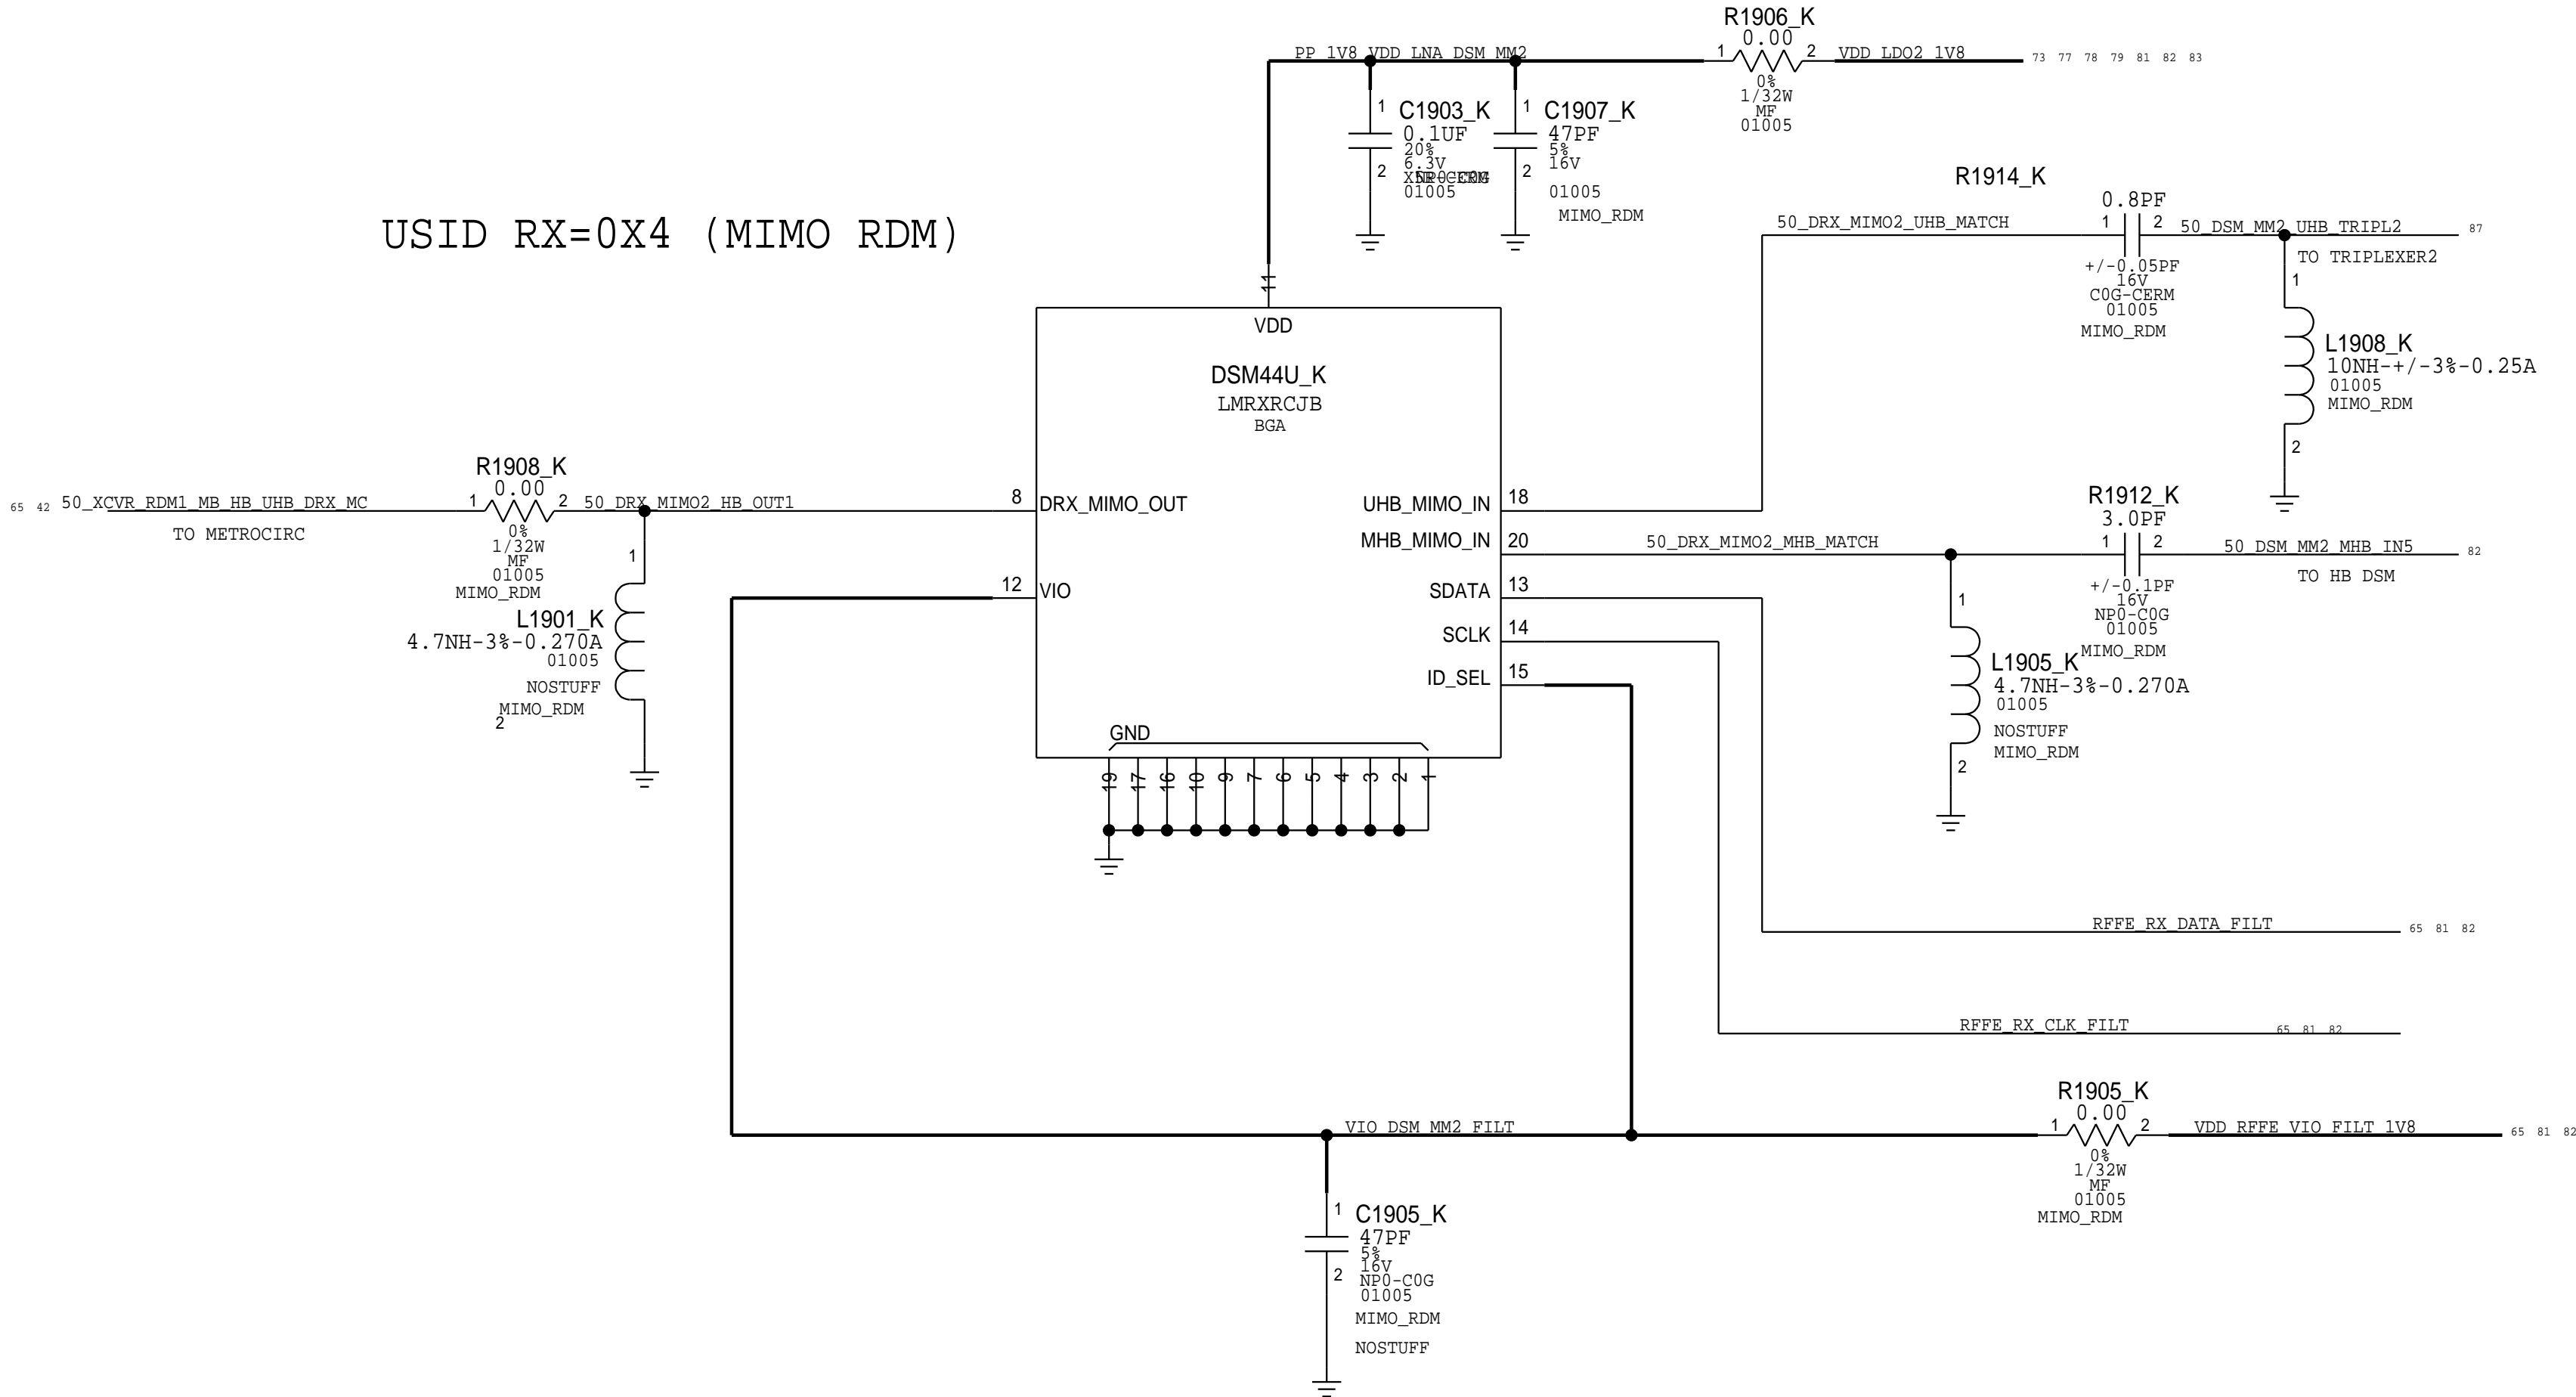 R1906_K
0.00
PP_1V8_VDD_LNA_DSM_MM2
1
2
VDD_LDO2_1V8
73 77 78 79 81 82 83
0%
1/32W
MF
01005
1
C1903_K
0.1UF
20%
6.3V
2
01005
1
C1907_K
47PF
5%
16V
2
01005
MIMO_RDM
USID RX=0X4 (MIMO RDM)
R1914_K
0.8PF
50_DRX_MIMO2_UHB_MATCH
1
2
50_DSM_MM2_UHB_TRIPL2
87
TO TRIPLEXER2
+/-0.05PF
16V
C0G-CERM
01005
MIMO_RDM
1
L1908_K
10NH-+/-3%-0.25A
01005
MIMO_RDM
2
11
VDD
DSM44U_K
LMRXRCJB
BGA
R1908_K
0.00
65 42
50_XCVR_RDM1_MB_HB_UHB_DRX_MC
1
2
50_DRX_MIMO2_HB_OUT1
8
DRX_MIMO_OUT
TO METROCIRC
0%
1/32W
MF
01005
MIMO_RDM
1
L1901_K
4.7NH-3%-0.270A
01005
NOSTUFF
MIMO_RDM
2
12
VIO
UHB_MIMO_IN
18
MHB_MIMO_IN
20
SDATA
13
SCLK
14
ID_SEL
15
R1912_K
3.0PF
50_DRX_MIMO2_MHB_MATCH
1
2
50_DSM_MM2_MHB_IN5
82
TO HB DSM
+/-0.1PF
16V
NP0-C0G
01005
MIMO_RDM
1
L1905_K
4.7NH-3%-0.270A
01005
NOSTUFF
MIMO_RDM
2
GND
19 17 16 10 9 7 6 5 4 3 2 1
RFFE_RX_DATA_FILT
65 81 82
RFFE_RX_CLK_FILT
65 81 82
R1905_K
0.00
VIO_DSM_MM2_FILT
1
2
VDD_RFFE_VIO_FILT_1V8
65 81 82
0%
1/32W
MF
01005
MIMO_RDM
1
C1905_K
47PF
5%
16V
2
NP0-C0G
01005
MIMO_RDM
NOSTUFF